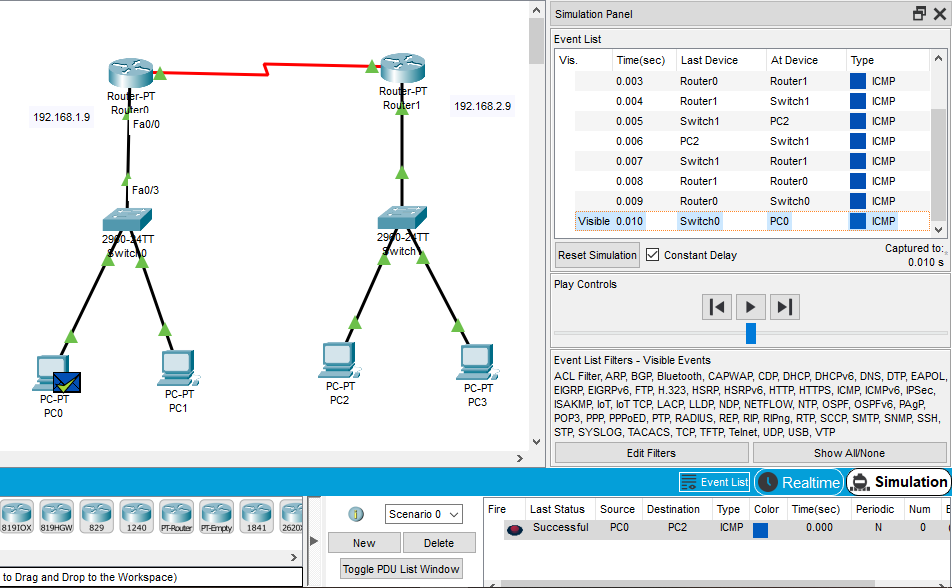 Router-PT
Router0
192.168.1.9
Fa0/0
Fa0/3
2960-24TT
Switch0
PC-PT
PC0
PC-PT
PC1
Router-PT
Router1
192.168.2.9
2960-24TT
Switch1
PC-PT
PC2
PC-PT
PC3
Simulation Panel
Event List
Vis. Time(sec) Last Device At Device Type
0.003 Router0 Router1 ICMP
0.004 Router1 Switch1 ICMP
0.005 Switch1 PC2 ICMP
0.006 PC2 Switch1 ICMP
0.007 Switch1 Router1 ICMP
0.008 Router1 Router0 ICMP
0.009 Router0 Switch0 ICMP
Visible 0.010 Switch0 PC0 ICMP
Reset Simulation Constant Delay
Captured to:
0.010 s
Play Controls
Event List Filters - Visible Events
ACL Filter, ARP, BGP, Bluetooth, CAPWAP, CDP, DHCP, DHCPv6, DNS, DTP, EAPOL,
EIGRP, EIGRPv6, FTP, H.323, HSRP, HSRPv6, HTTP, HTTPS, ICMP, ICMPv6, IPSec,
ISAKMP, IoT, IoT TCP, LACP, LLDP, NDP, NETFLOW, NTP, OSPF, OSPFv6, PAgP,
POP3, PPP, PPPoED, PTP, RADIUS, REP, RIP, RIPng, RTP, SCCP, SMTP, SNMP, SSH,
STP, SYSLOG, TACACS, TCP, TFTP, Telnet, UDP, USB, VTP
Edit Filters Show All/None
Event List Realtime Simulation
819IOX 819HGW 829 1240 PT-Router PT-Empty 1841 2620X
to Drag and Drop to the Workspace)
Scenario 0
New Delete
Toggle PDU List Window
Fire Last Status Source Destination Type Color Time(sec) Periodic Num E
Successful PC0 PC2 ICMP 0.000 N 0